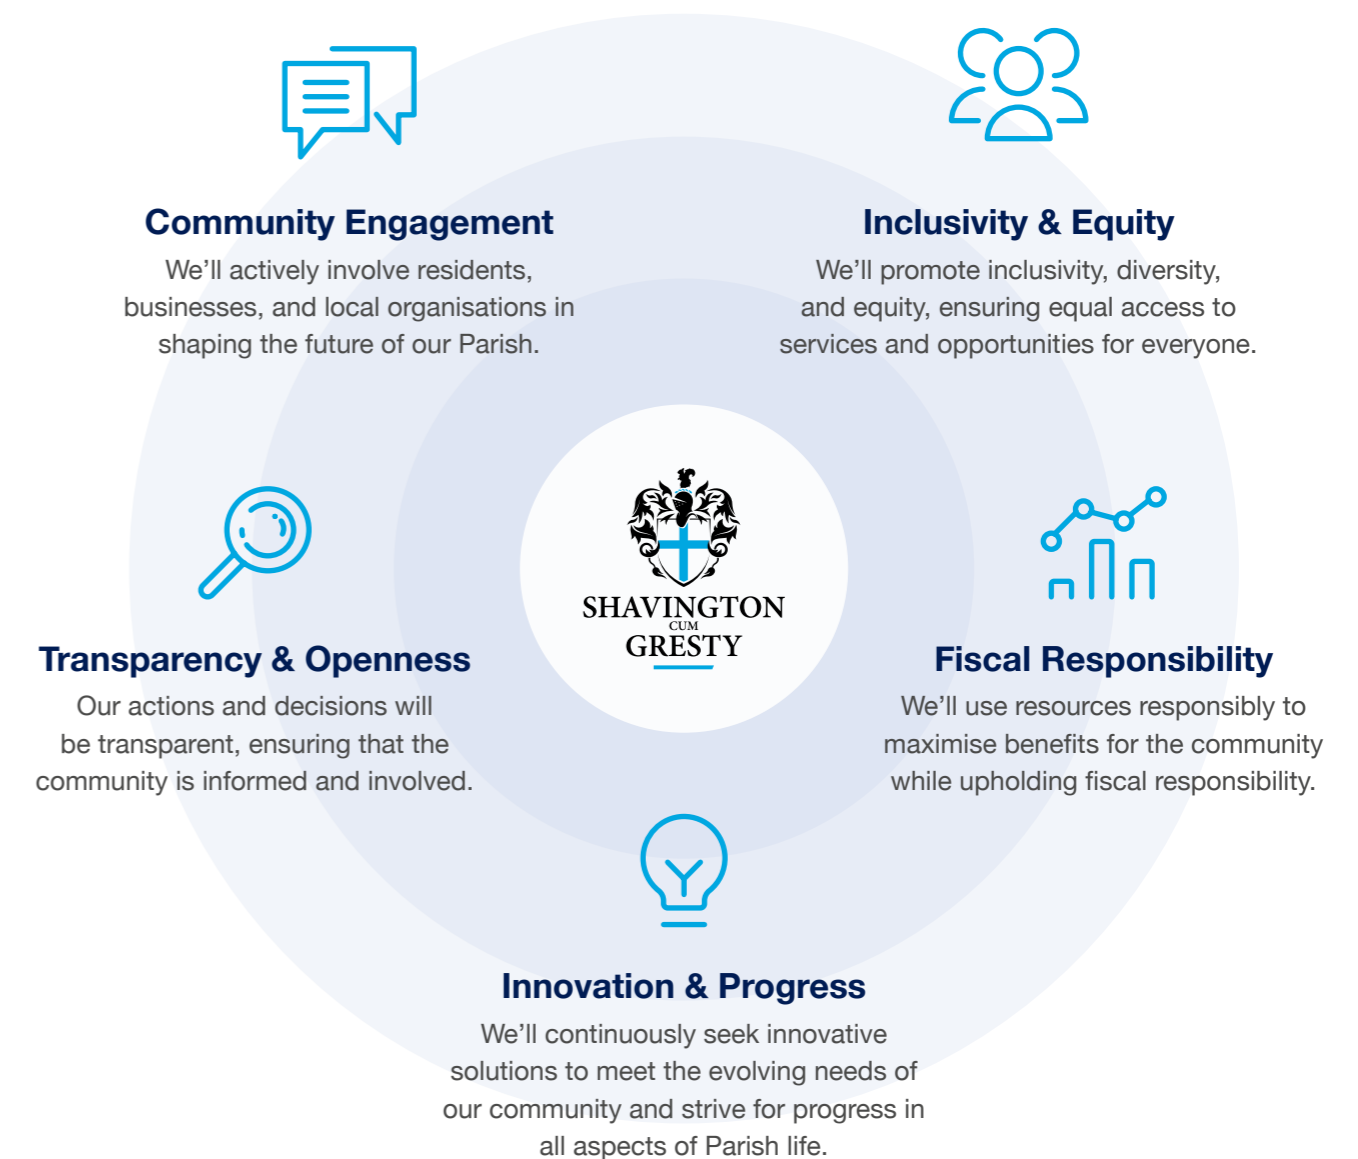 Community Engagement
We’ll actively involve residents,
businesses, and local organisations in
shaping the future of our Parish.
Inclusivity & Equity
We’ll promote inclusivity, diversity,
and equity, ensuring equal access to
services and opportunities for everyone.
SHAVINGTON
CUM
GRESTY
Transparency & Openness
Our actions and decisions will
be transparent, ensuring that the
community is informed and involved.
Fiscal Responsibility
We’ll use resources responsibly to
maximise benefits for the community
while upholding fiscal responsibility.
Innovation & Progress
We’ll continuously seek innovative
solutions to meet the evolving needs of
our community and strive for progress in
all aspects of Parish life.